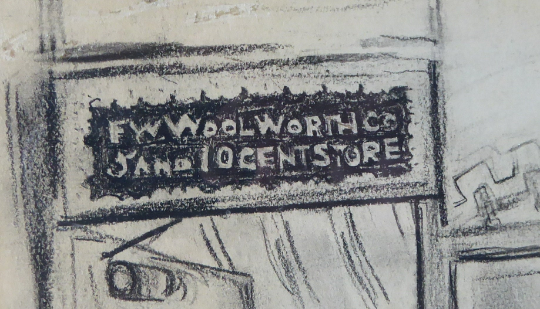 F W WOOLWORTH CO
5 AND 10 CENT STORE